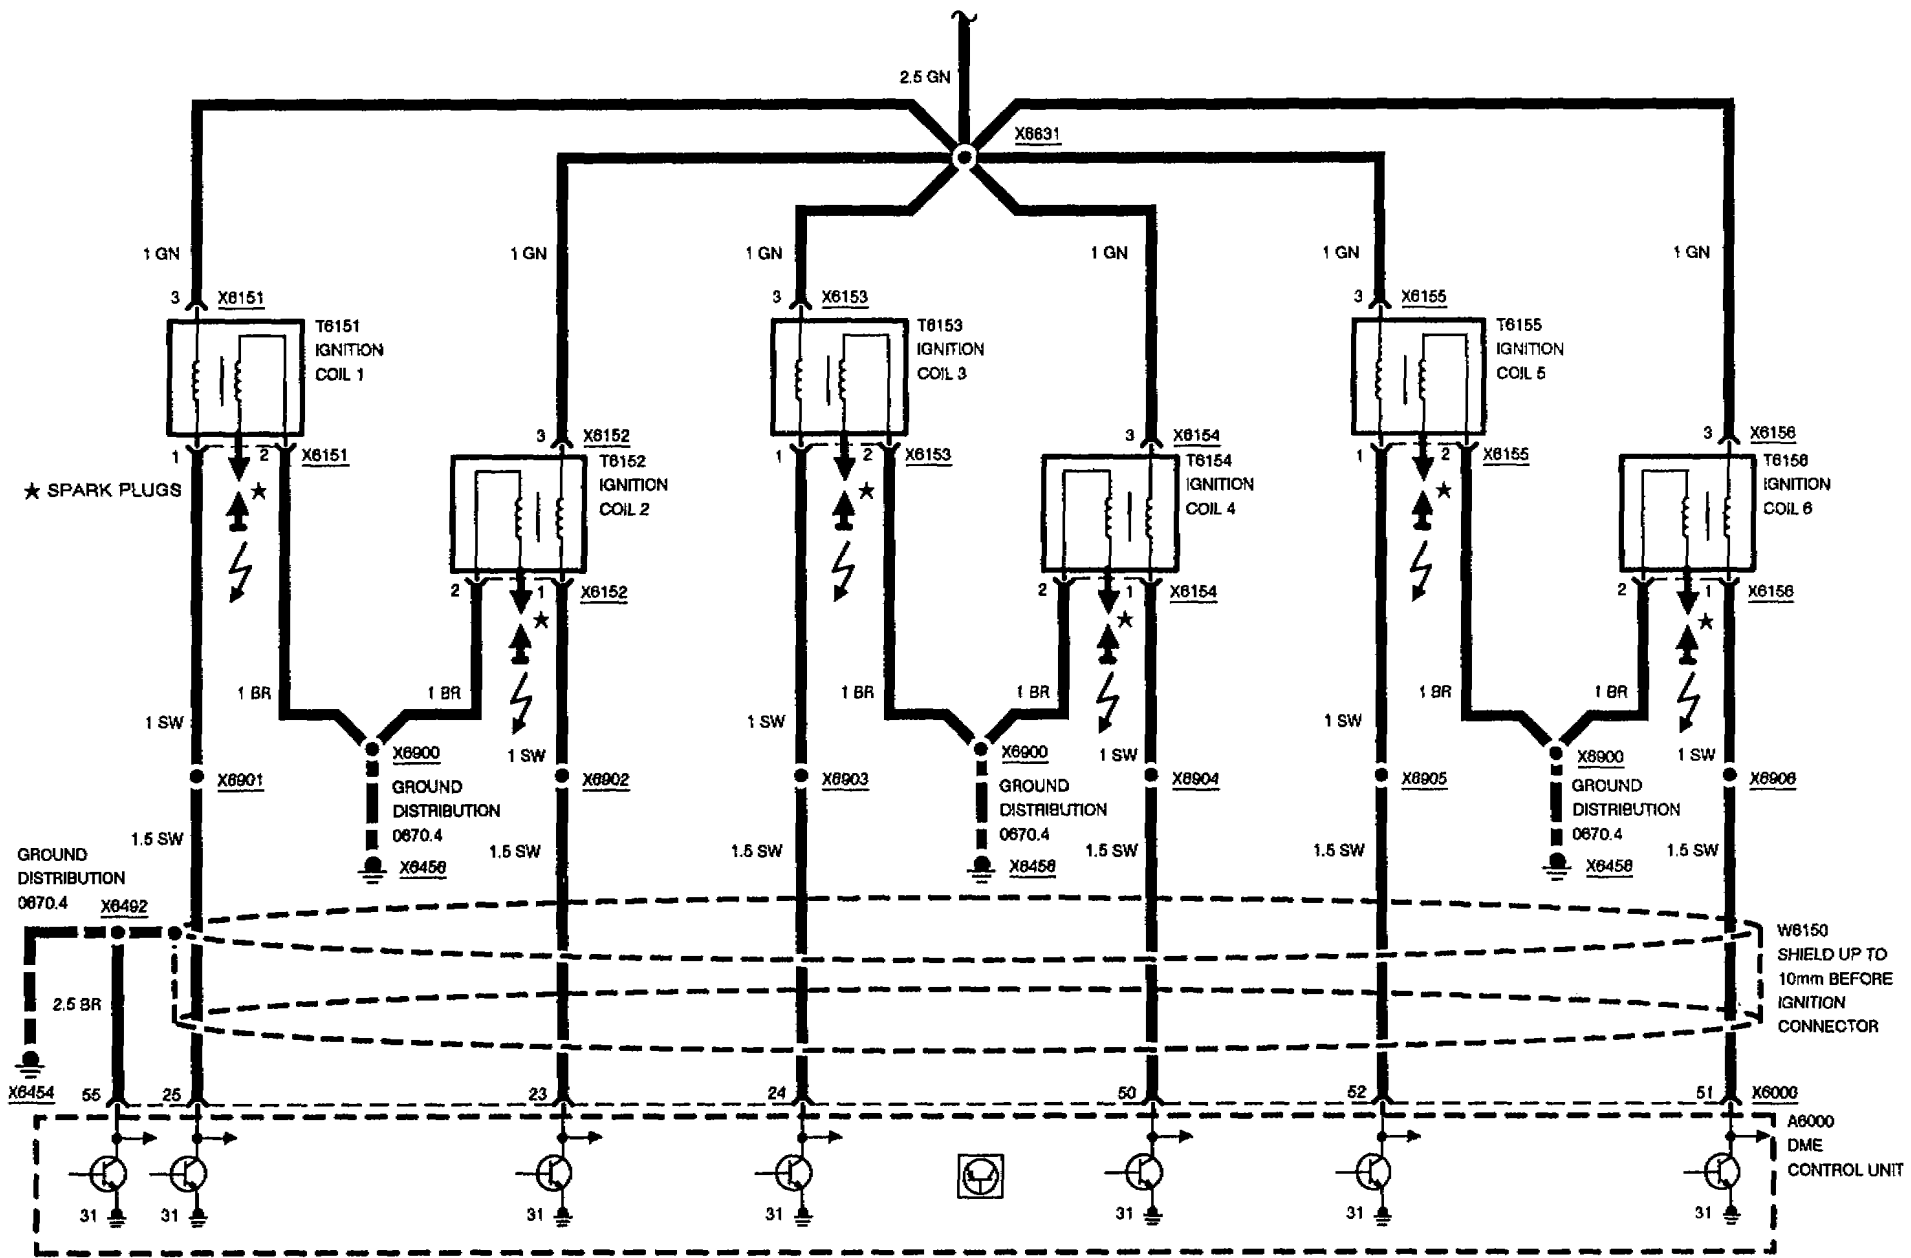 2.5 GN
X6631
1 GN
1 GN
1 GN
1 GN
1 GN
1 GN
3 X6151
3 X6153
3 X6155
T6151
IGNITION
COIL 1
T6153
IGNITION
COIL 3
T6155
IGNITION
COIL 5
3 X6152
3 X6154
3 X6156
1 2 X6151
1 2 X6153
1 2 X6155
T6152
IGNITION
COIL 2
T6154
IGNITION
COIL 4
T6156
IGNITION
COIL 6
★ SPARK PLUGS ★
★
★
2 1 X6152
2 1 X6154
2 1 X6156
★
★
★
1 BR
1 BR
1 BR
1 BR
1 BR
1 BR
1 SW
1 SW
1 SW
1 SW
1 SW
1 SW
X6900
X6900
X6900
X6901
X6902
X6903
X6904
X6905
X6906
GROUND
DISTRIBUTION
0670.4
GROUND
DISTRIBUTION
0670.4
GROUND
DISTRIBUTION
0670.4
1.5 SW
1.5 SW
1.5 SW
1.5 SW
1.5 SW
1.5 SW
X6456
X6456
X6456
GROUND
DISTRIBUTION
0670.4
X6492
W6150
SHIELD UP TO
10mm BEFORE
IGNITION
CONNECTOR
2.5 BR
X6454
55
25
23
24
50
52
51
X6000
A6000
DME
CONTROL UNIT
31
31
31
31
31
31
31